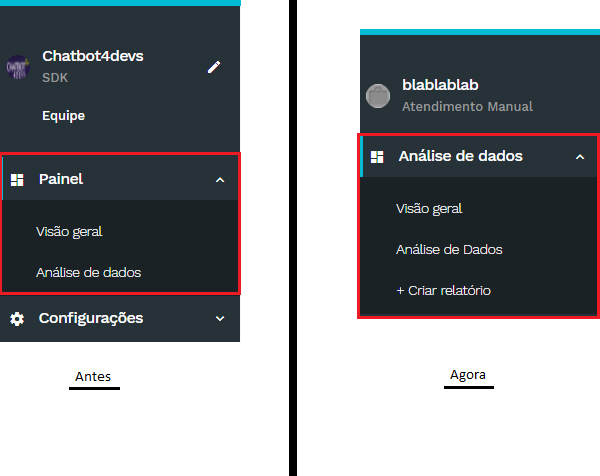 Chatbot4devs
SDK
Equipe
Painel
Visão geral
Análise de dados
Configurações
Antes
blablablab
Atendimento Manual
Análise de dados
Visão geral
Análise de Dados
+ Criar relatório
Agora